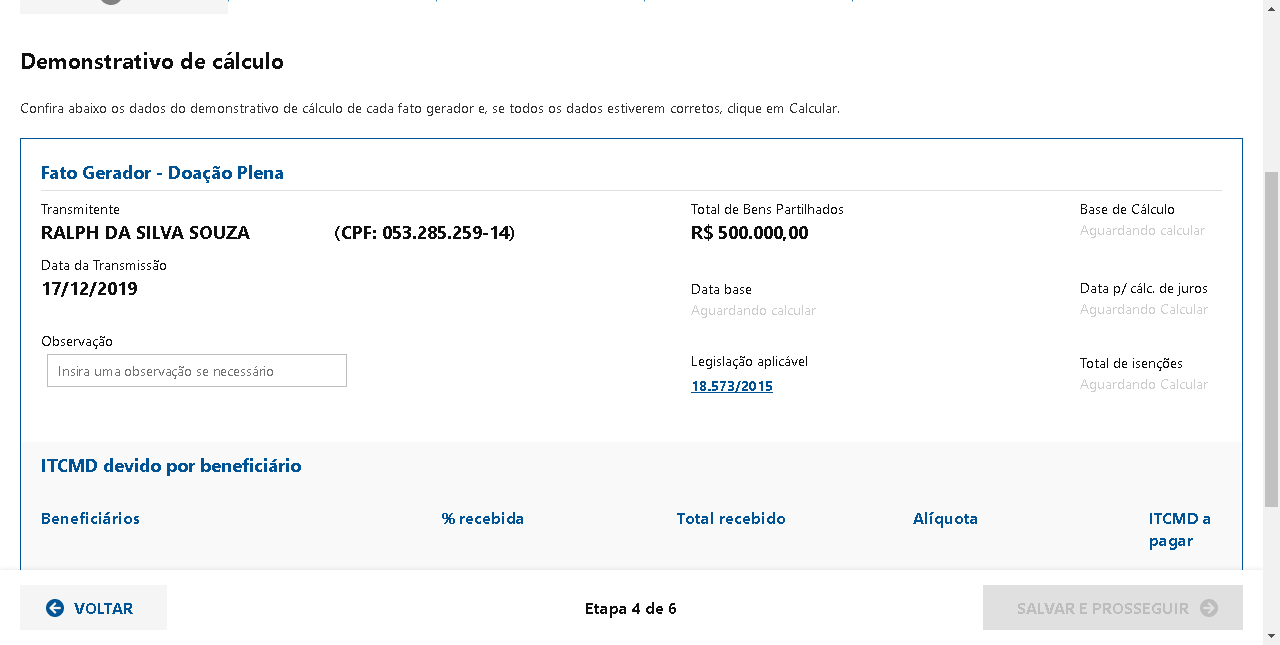 Demonstrativo de cálculo
Confira abaixo os dados do demonstrativo de cálculo de cada fato gerador e, se todos os dados estiverem corretos, clique em Calcular.
Fato Gerador - Doação Plena
Transmitente
RALPH DA SILVA SOUZA (CPF: 053.285.259-14)
Total de Bens Partilhados
R$ 500.000,00
Base de Cálculo
Aguardando calcular
Data da Transmissão
17/12/2019
Data base
Aguardando calcular
Data p/ cálc. de juros
Aguardando Calcular
Observação
Insira uma observação se necessário
Legislação aplicável
18.573/2015
Total de isenções
Aguardando Calcular
ITCMD devido por beneficiário
Beneficiários % recebida Total recebido Alíquota ITCMD a
pagar
VOLTAR Etapa 4 de 6 SALVAR E PROSSEGUIR